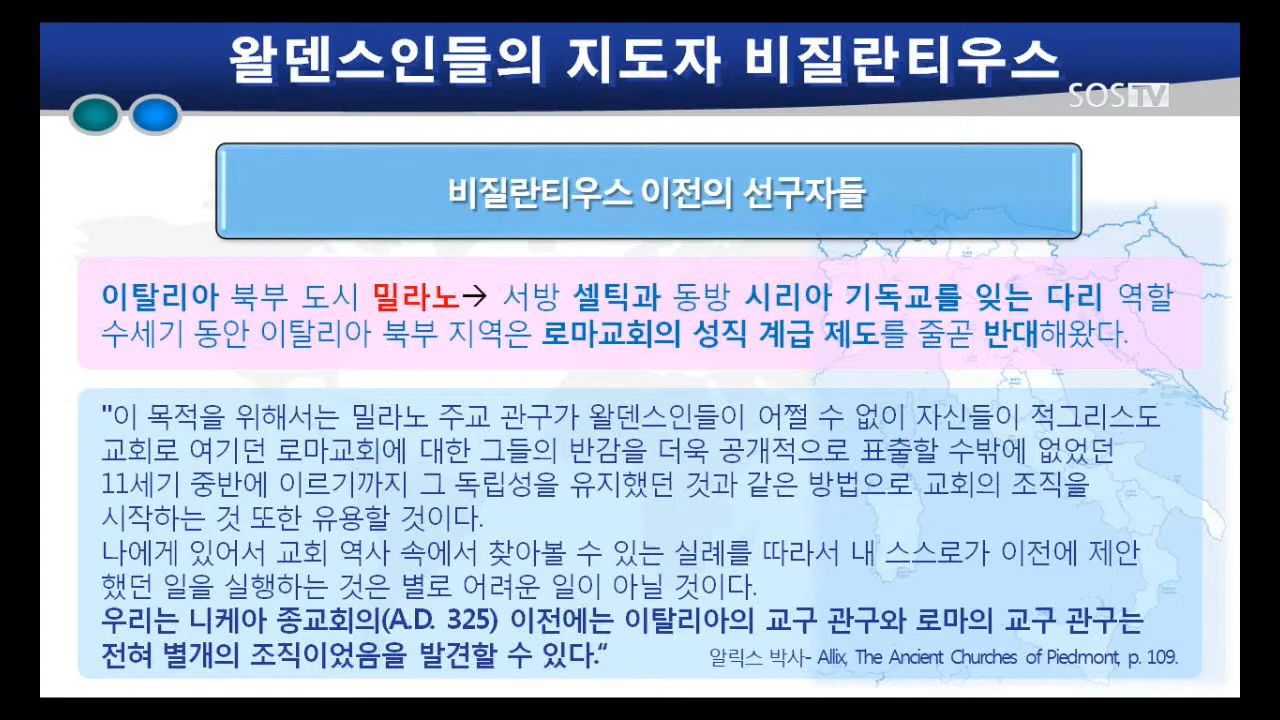 왈덴스인들의 지도자 비질란티우스
SOSTV
비질란티우스 이전의 선구자들
이탈리아 북부 도시 밀라노→ 서방 셀틱과 동방 시리아 기독교를 잊는 다리 역할
수세기 동안 이탈리아 북부 지역은 로마교회의 성직 계급 제도를 줄곧 반대해왔다.
"이 목적을 위해서는 밀라노 주교 관구가 왈덴스인들이 어쩔 수 없이 자신들이 적그리스도
교회로 여기던 로마교회에 대한 그들의 반감을 더욱 공개적으로 표출할 수밖에 없었던
11세기 중반에 이르기까지 그 독립성을 유지했던 것과 같은 방법으로 교회의 조직을
시작하는 것 또한 유용할 것이다.
나에게 있어서 교회 역사 속에서 찾아볼 수 있는 실례를 따라서 내 스스로가 이전에 제안
했던 일을 실행하는 것은 별로 어려운 일이 아닐 것이다.
우리는 니케아 종교회의(A.D. 325) 이전에는 이탈리아의 교구 관구와 로마의 교구 관구는
전혀 별개의 조직이었음을 발견할 수 있다."
알릭스 박사- Allix, The Ancient Churches of Piedmont, p. 109.